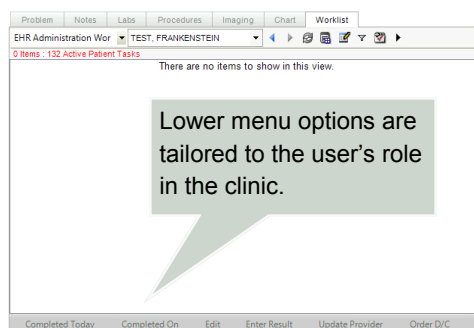 Problem Notes Labs Procedures Imaging Chart Worklist
EHR Administration Wor TEST, FRANKENSTEIN
0 Items : 132 Active Patient Tasks
There are no items to show in this view.
Lower menu options are
tailored to the user's role
in the clinic.
Completed Today Completed On Edit Enter Result Update Provider Order D/C